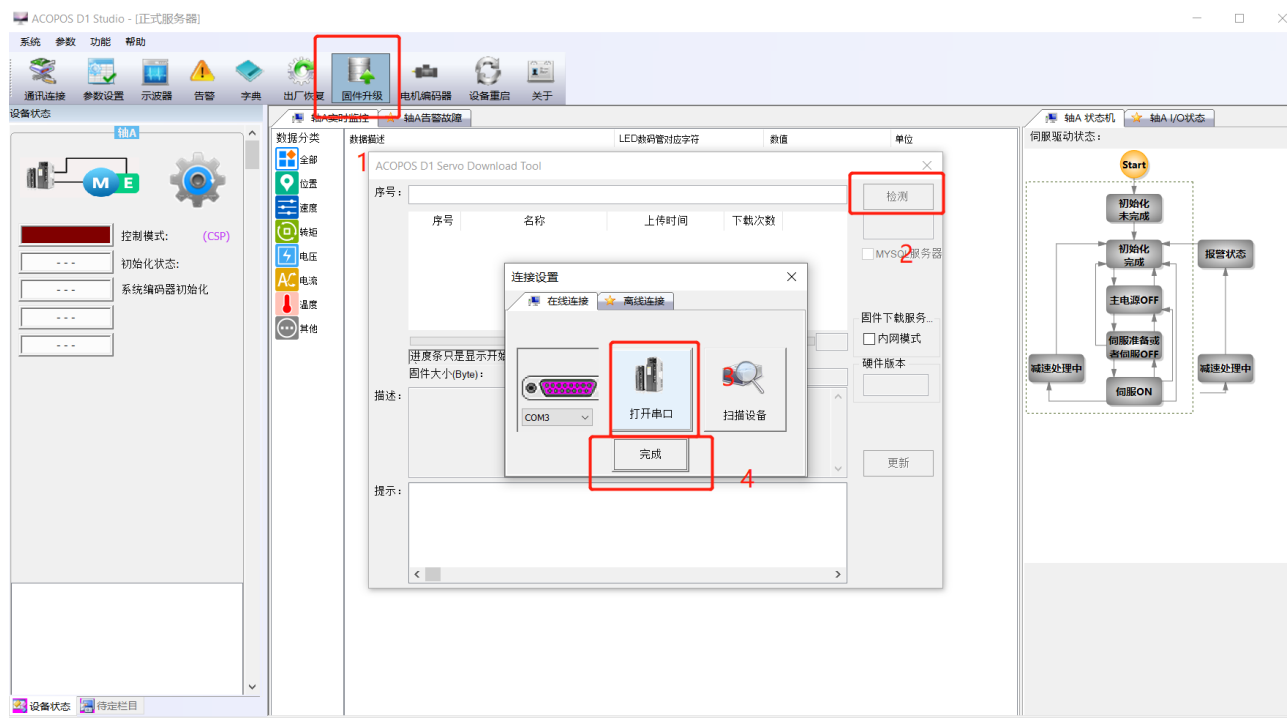 ACOPOS D1 Studio - [正式服务器]
系统 参数 功能 帮助
通讯连接 参数设置 示波器 告警 字典 出厂恢复 固件升级 电机编码器 设备重启 关于
设备状态
轴A
M E
控制模式: (CSP)
- - - 初始化状态:
- - - 系统编码器初始化
- - -
- - -
设备状态 待定栏目
轴A实时监控 轴A告警故障
数据分类
全部
位置
速度
转矩
电压
AC 电流
温度
其他
数据描述 LED数码管对应字符 数值 单位
1
ACOPOS D1 Servo Download Tool
序号: 检测
序号 名称 上传时间 下载次数
2
MYSQL服务器
固件下载服务...
内网模式
硬件版本
进度条只是显示开始
固件大小(Byte):
描述:
更新
提示:
连接设置
在线连接 离线连接
COM3
打开串口
3
扫描设备
完成
4
轴A 状态机 轴A I/O状态
伺服驱动状态:
Start
初始化
未完成
初始化
完成
报警状态
主电源OFF
伺服准备或
者伺服OFF
减速处理中
减速处理中
伺服ON